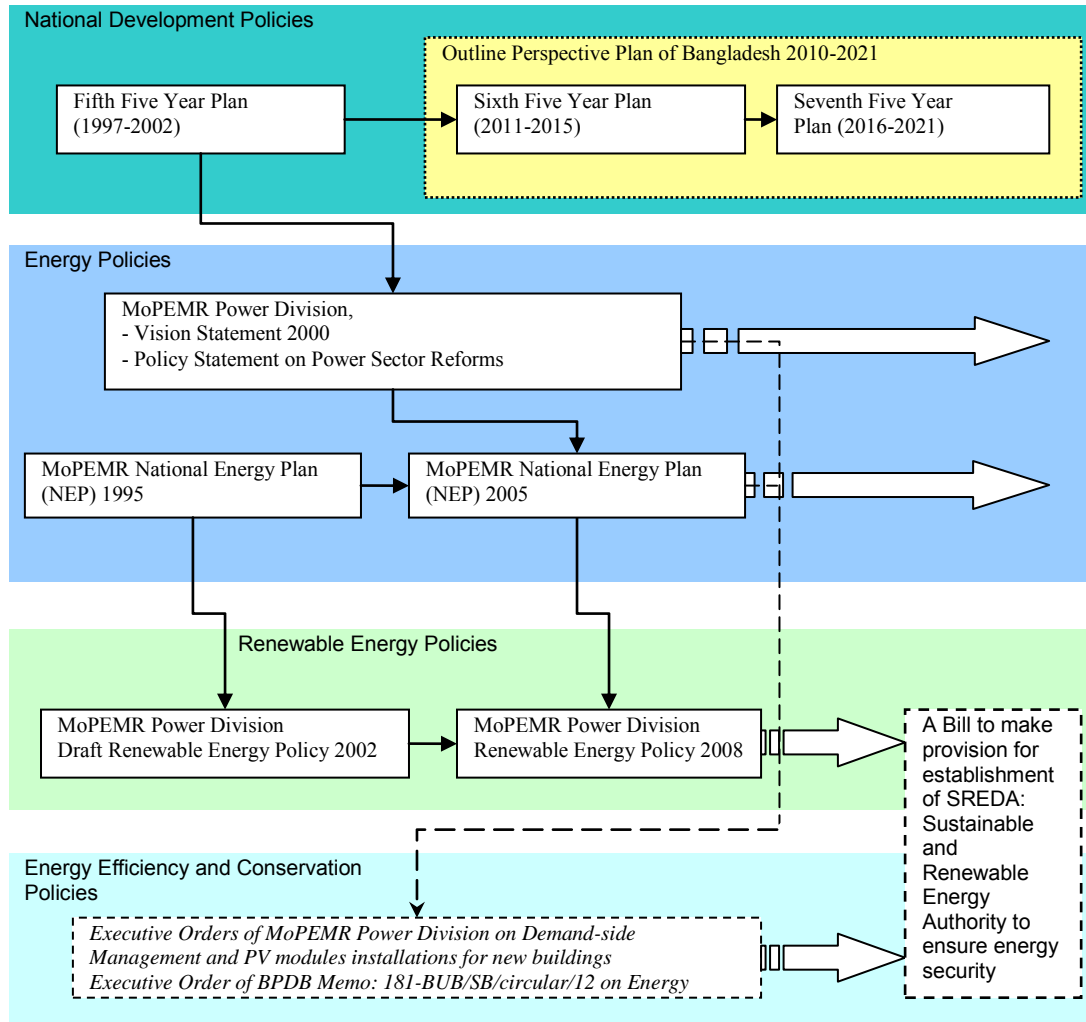 National Development Policies
Outline Perspective Plan of Bangladesh 2010-2021
Fifth Five Year Plan
(1997-2002)
Sixth Five Year Plan
(2011-2015)
Seventh Five Year
Plan (2016-2021)
Energy Policies
MoPEMR Power Division,
- Vision Statement 2000
- Policy Statement on Power Sector Reforms
MoPEMR National Energy Plan
(NEP) 1995
MoPEMR National Energy Plan
(NEP) 2005
Renewable Energy Policies
MoPEMR Power Division
Draft Renewable Energy Policy 2002
MoPEMR Power Division
Renewable Energy Policy 2008
A Bill to make
provision for
establishment
of SREDA:
Sustainable
and
Renewable
Energy
Authority to
ensure energy
security
Energy Efficiency and Conservation
Policies
Executive Orders of MoPEMR Power Division on Demand-side
Management and PV modules installations for new buildings
Executive Order of BPDB Memo: 181-BUB/SB/circular/12 on Energy